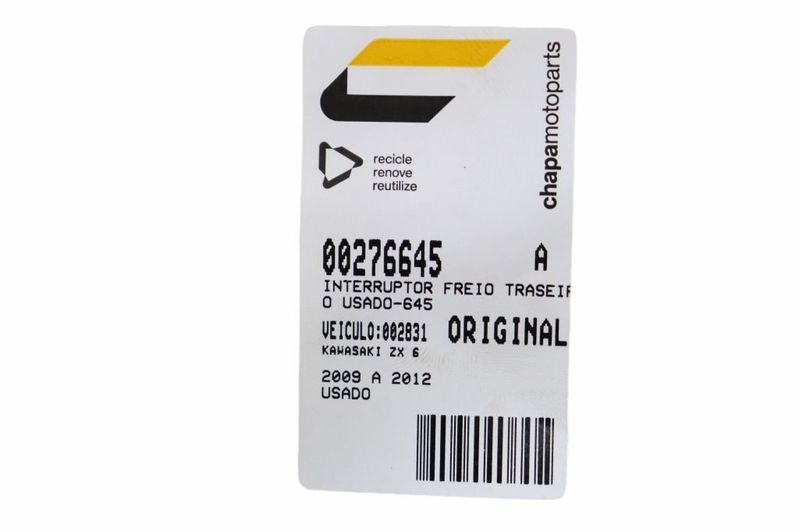 chapamotoparts
recicle
renove
reutilize
00276645 A
INTERRUPTOR FREIO TRASEIR
O USADO-645
VEICULO:002831 ORIGINAL
KAWASAKI ZX 6
2009 A 2012
USADO